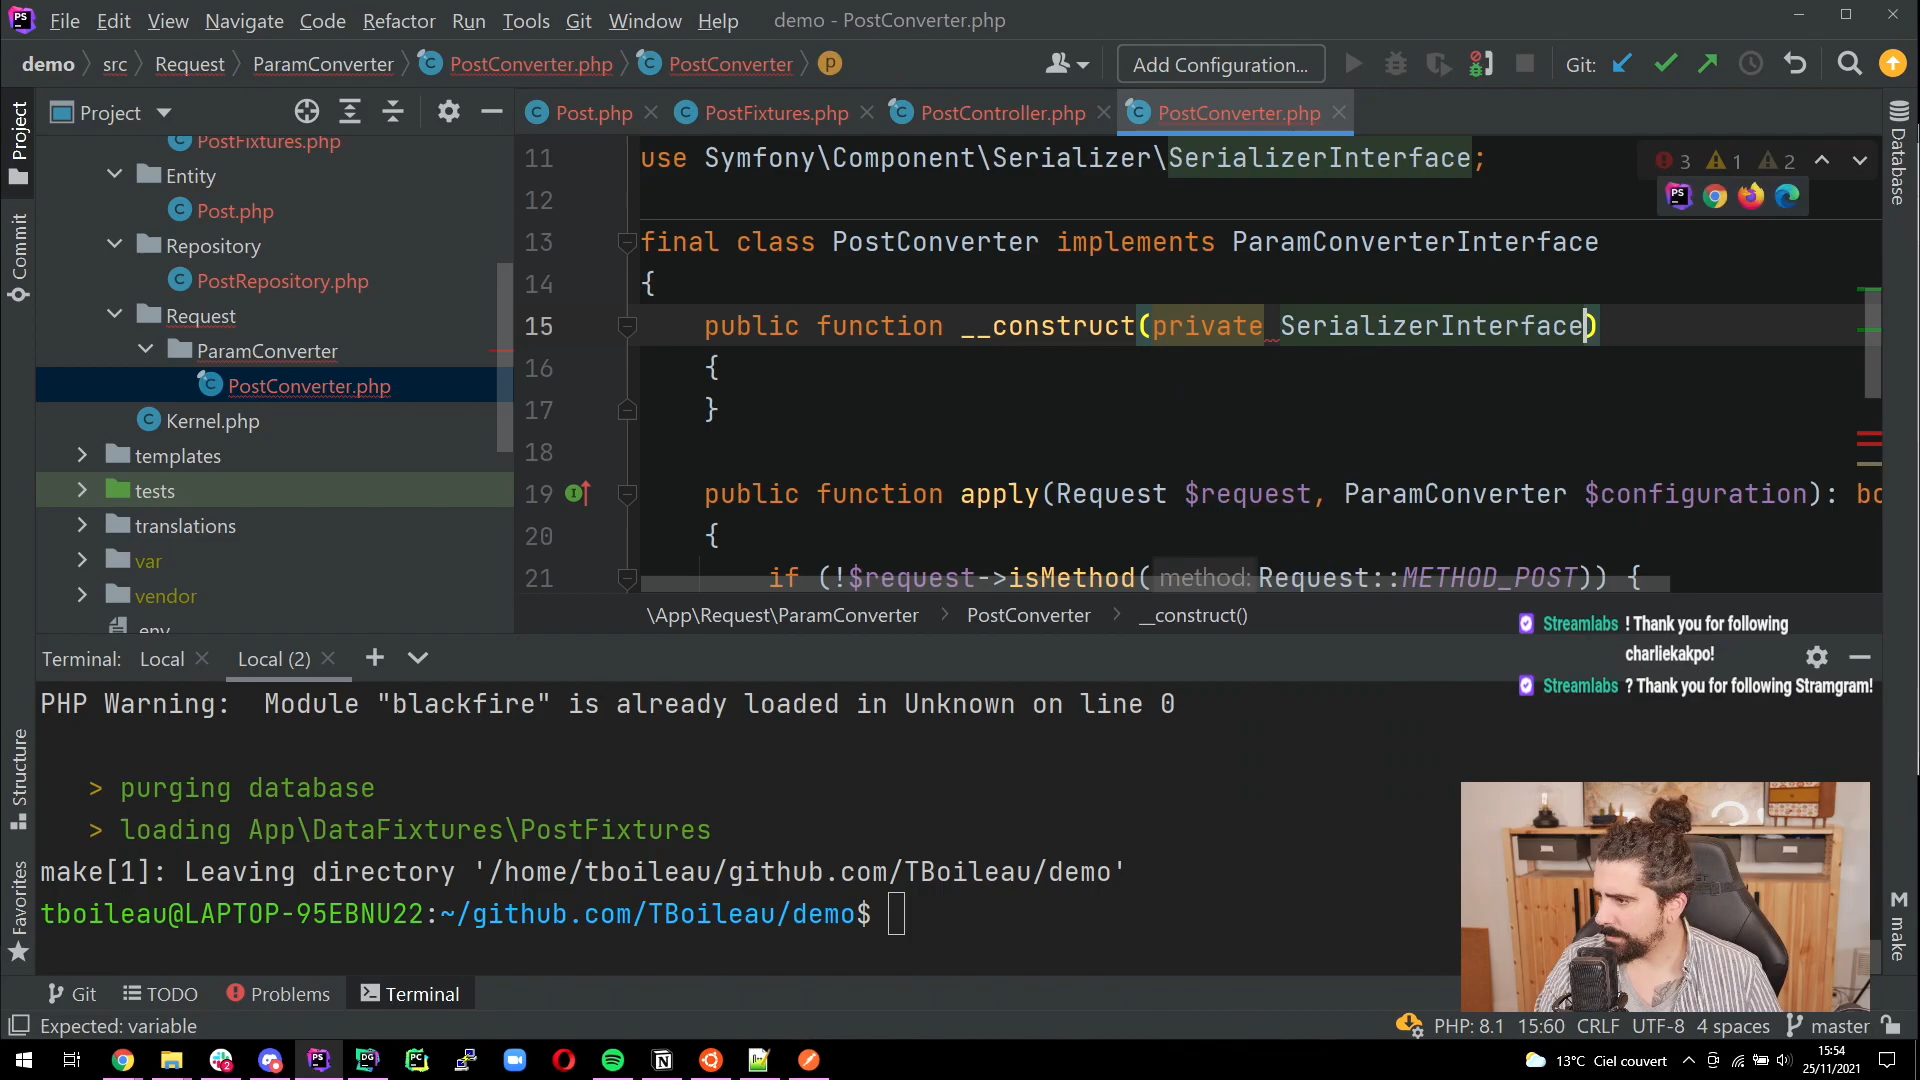 File Edit View Navigate Code Refactor Run Tools Git Window Help demo - PostConverter.php
demo src Request ParamConverter PostConverter.php PostConverter p Add Configuration... Git:
Project Post.php PostFixtures.php PostController.php PostConverter.php
Project
Commit
Structure
Favorites
PostFixtures.php
Entity
Post.php
Repository
PostRepository.php
Request
ParamConverter
PostConverter.php
Kernel.php
templates
tests
translations
var
vendor
.env
11 use Symfony\Component\Serializer\SerializerInterface;
3 1 2
12
13 final class PostConverter implements ParamConverterInterface
14 {
15 public function __construct(private SerializerInterface)
16 {
17 }
18
19 public function apply(Request $request, ParamConverter $configuration): bo
20 {
21 if (!$request->isMethod( method: Request::METHOD_POST)) {
\App\Request\ParamConverter PostConverter __construct()
Database
make
Streamlabs ! Thank you for following
charliekakpo!
Streamlabs ? Thank you for following Stramgram!
Terminal: Local Local (2)
PHP Warning:  Module "blackfire" is already loaded in Unknown on line 0
> purging database
> loading App\DataFixtures\PostFixtures
make[1]: Leaving directory '/home/tboileau/github.com/TBoileau/demo'
tboileau@LAPTOP-95EBNU22:~/github.com/TBoileau/demo$
Git TODO Problems Terminal
Expected: variable PHP: 8.1 15:60 CRLF UTF-8 4 spaces master
13°C Ciel couvert 15:54
25/11/2021